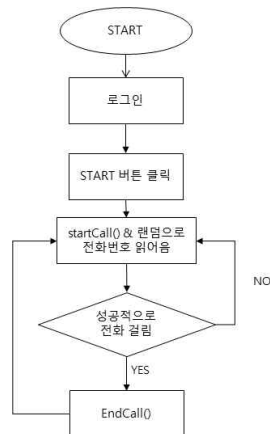 START
로그인
START 버튼 클릭
startCall() & 랜덤으로
전화번호 읽어옴
NO
성공적으로
전화 걸림
YES
EndCall()